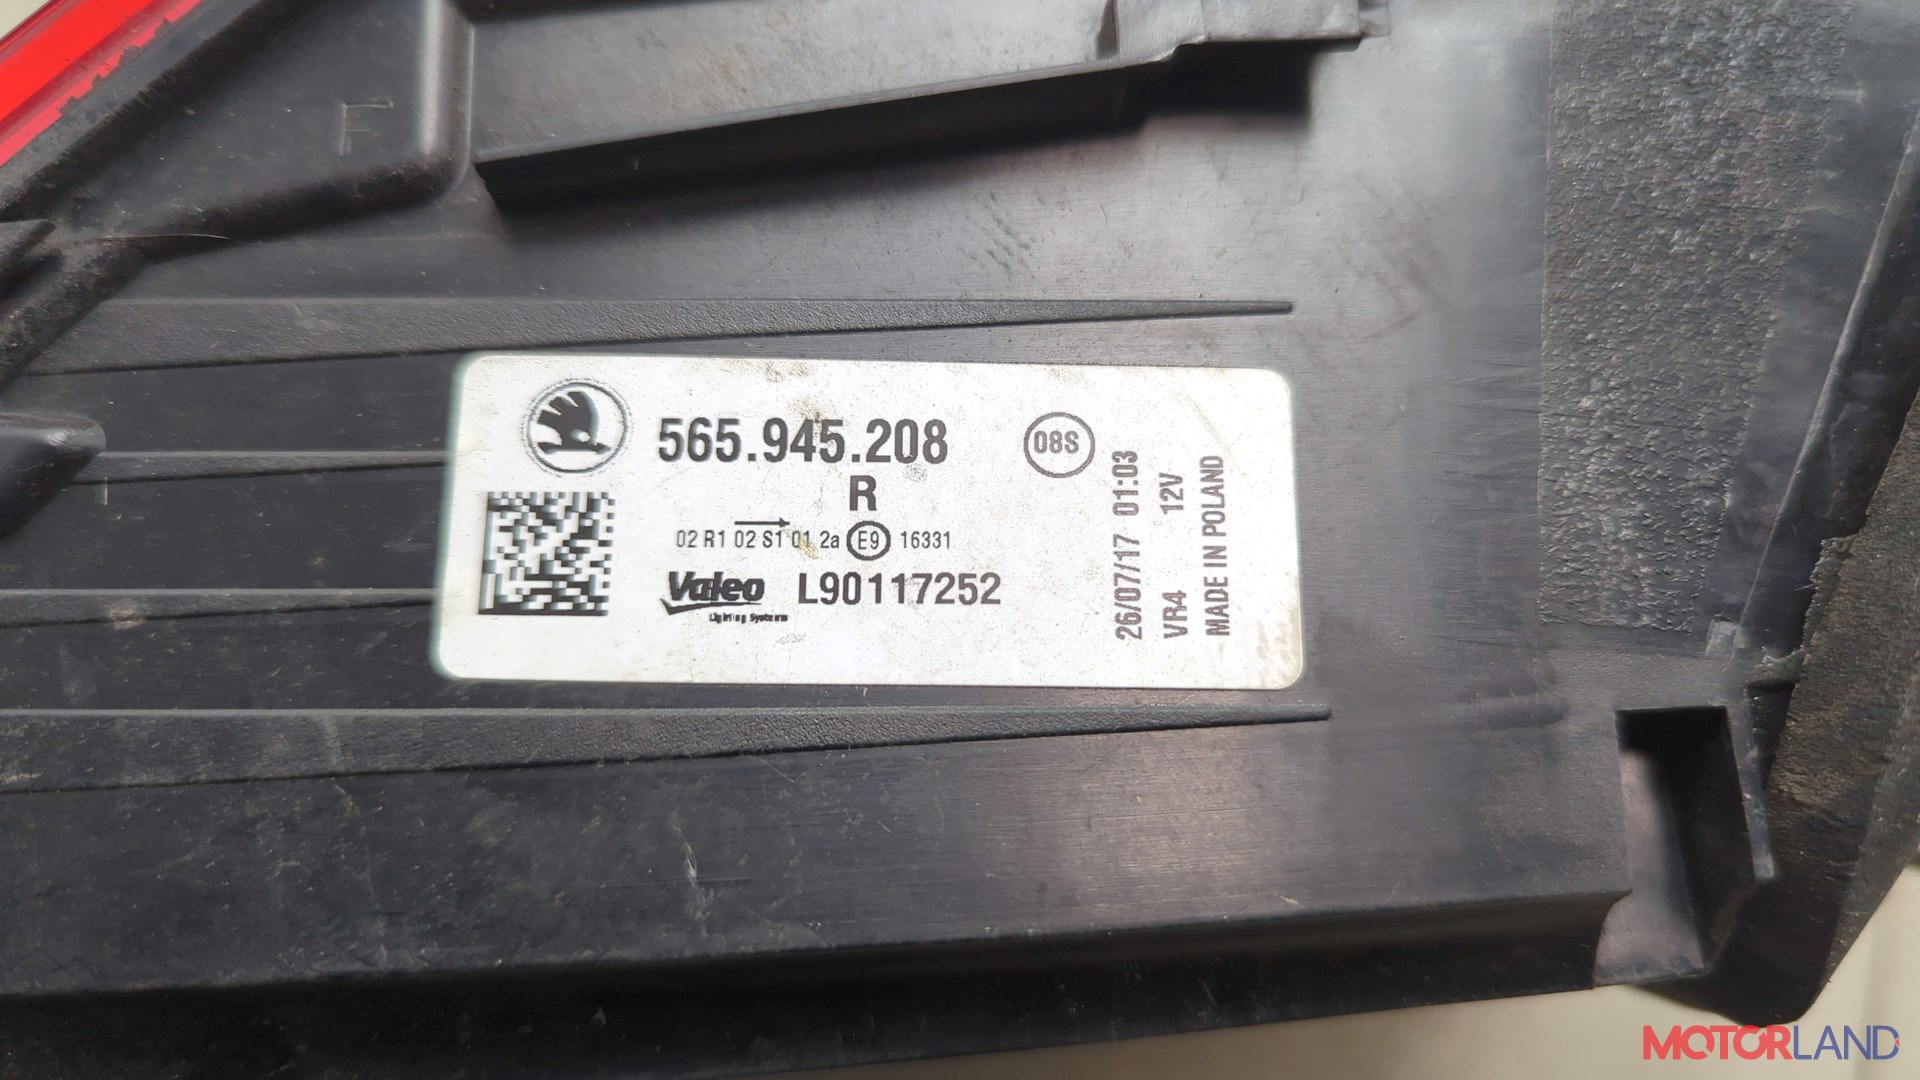 F
565.945.208
08S
R
02 R1 02 S1 01 2a E9 16331
Valeo L90117252
Lighting Systems
26/07/17 01:03
VR4 12V
MADE IN POLAND
MOTORLAND